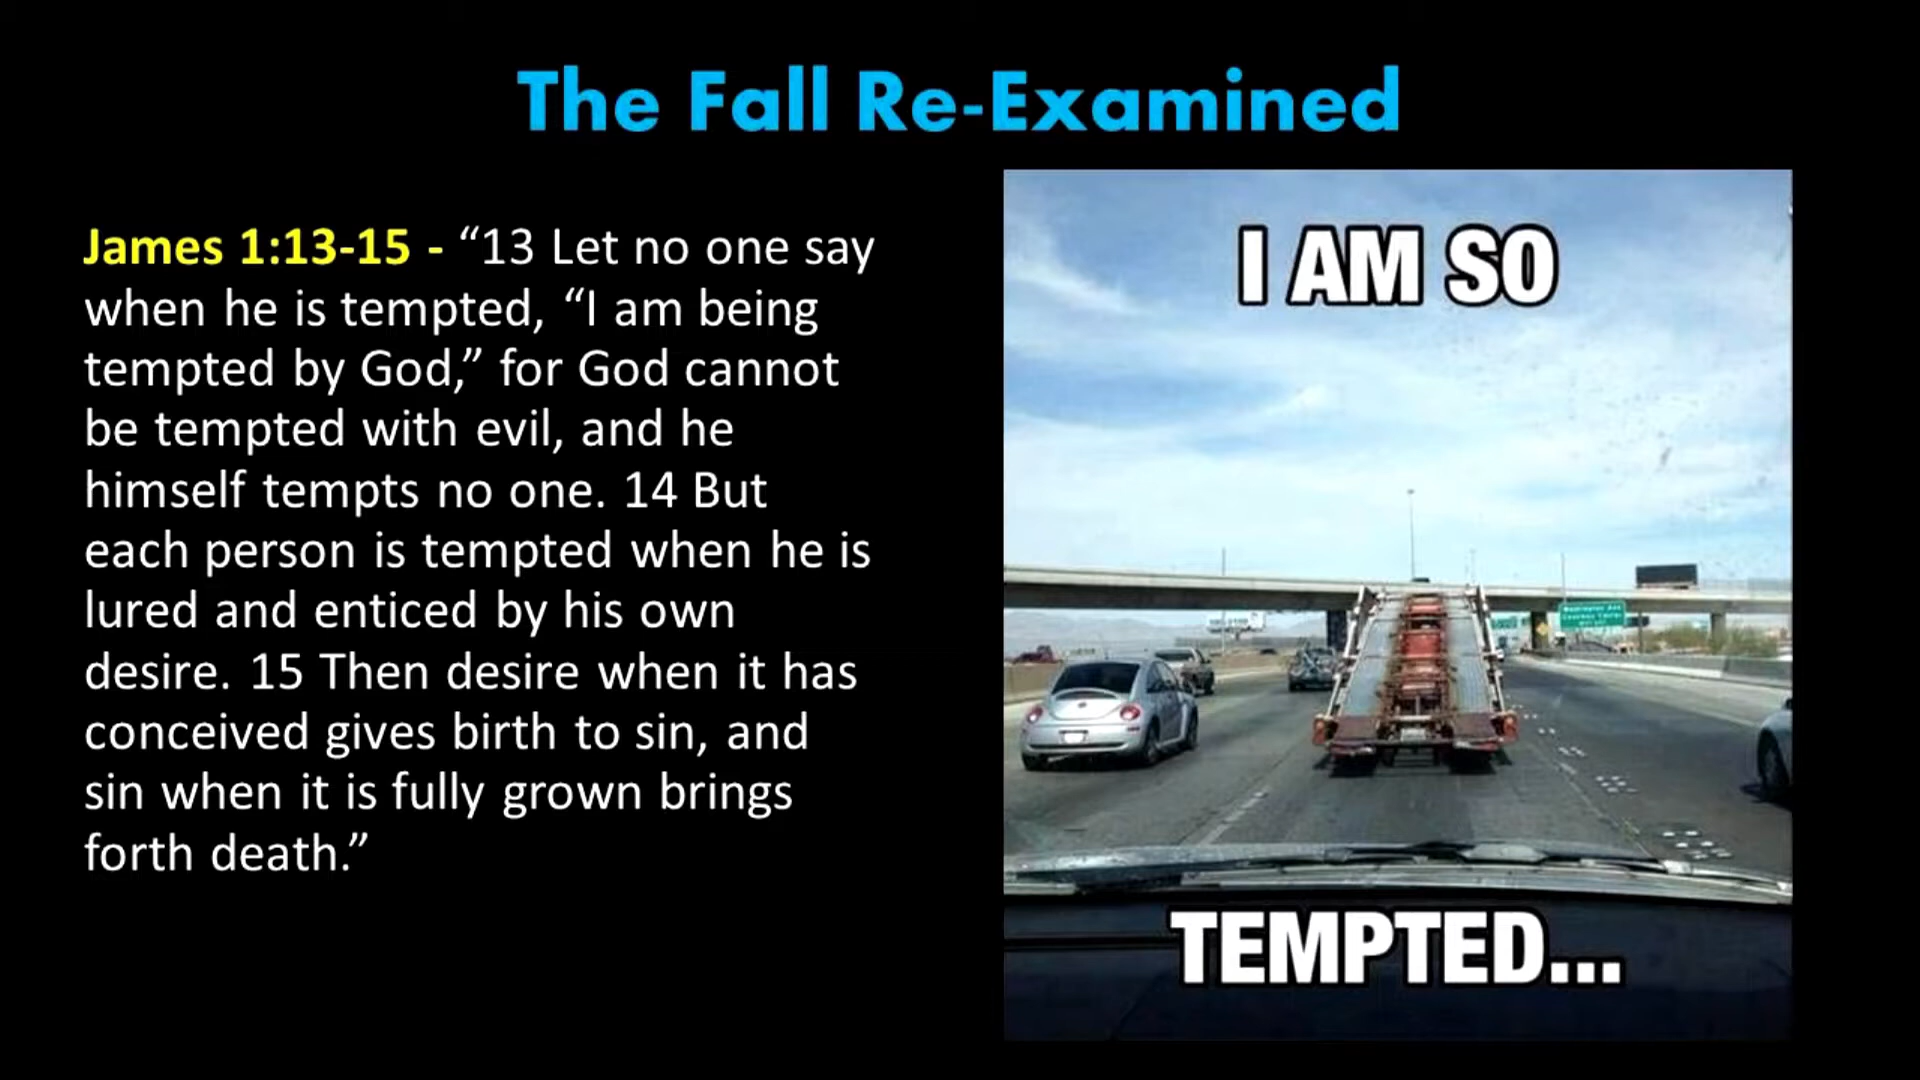 The Fall Re-Examined
James 1:13-15 - “13 Let no one say
when he is tempted, “I am being
tempted by God,” for God cannot
be tempted with evil, and he
himself tempts no one. 14 But
each person is tempted when he is
lured and enticed by his own
desire. 15 Then desire when it has
conceived gives birth to sin, and
sin when it is fully grown brings
forth death.”
I AM SO
TEMPTED...